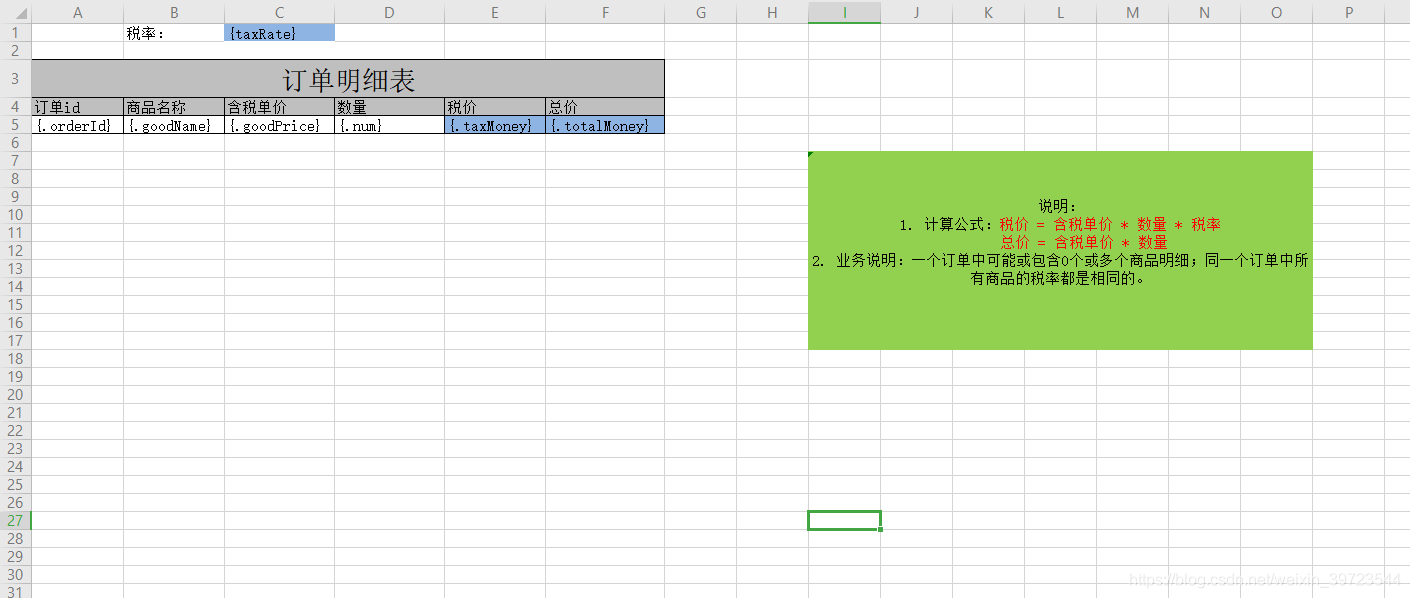 A B C D E F G H I J K L M N O P
1 税率： {taxRate}
2
3 订单明细表
4 订单id 商品名称 含税单价 数量 税价 总价
5 {.orderId} {.goodName} {.goodPrice} {.num} {.taxMoney} {.totalMoney}
6
7
8
9
说明：
10
1. 计算公式：税价 = 含税单价 * 数量 * 税率
11
总价 = 含税单价 * 数量
12
2. 业务说明：一个订单中可能或包含0个或多个商品明细；同一个订单中所
13
有商品的税率都是相同的。
14
15
16
17
18
19
20
21
22
23
24
25
26
27
28
29
30
https://blog.csdn.net/weixin_39723544
31